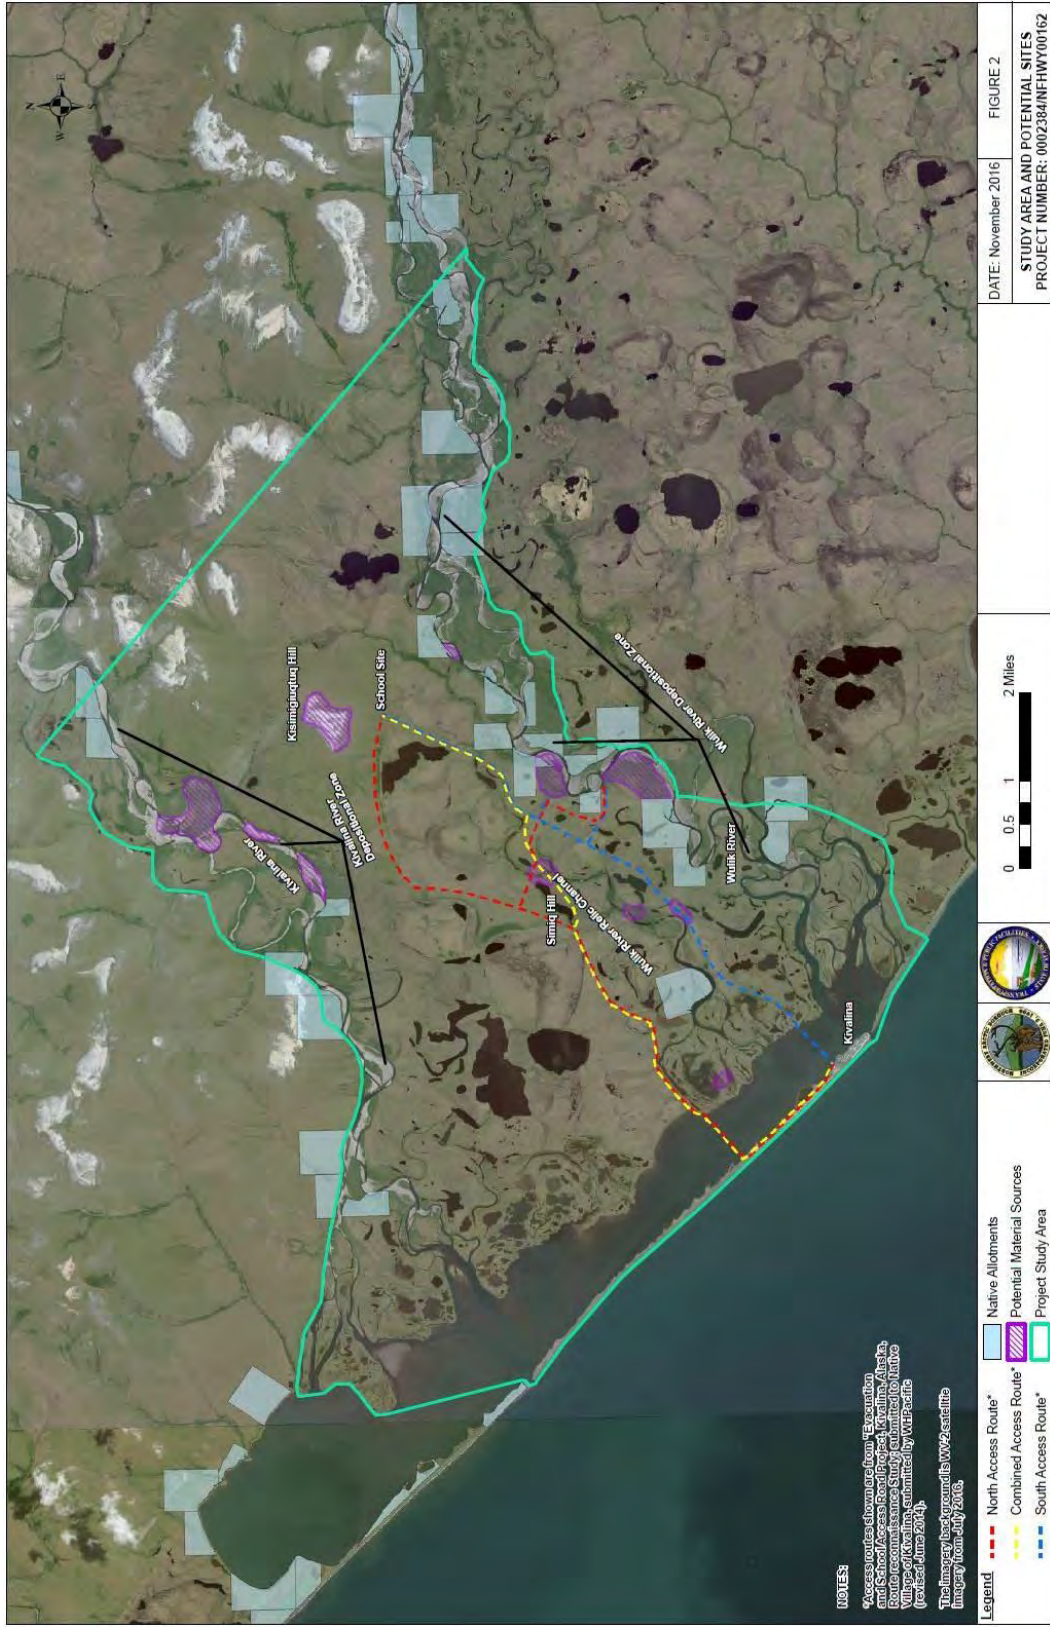 N
W
E
S
Kisimigiuqtuq Hill
School Site
Kivalina River
Kivalina River
Depositional Zone
Simiq Hill
Wulik River Relic Channel
Wulik River Depositional Zone
Wulik River
Kivalina
NOTES:
*Access routes shown are from "Evacuation
and School Access Road Project, Kivalina, Alaska,
Route reconnaissance Study; submitted to Native
Village of Kivalina, submitted by WHPacific
(revised June 2014).
*The imagery background is WV-2 satellite
imagery from July 2016.
Legend
North Access Route*
Combined Access Route*
South Access Route*
Native Allotments
Potential Material Sources
Project Study Area
0
0.5
1
2 Miles
DATE: November 2016
FIGURE 2
STUDY AREA AND POTENTIAL SITES
PROJECT NUMBER: 0002384/NFHWY00162